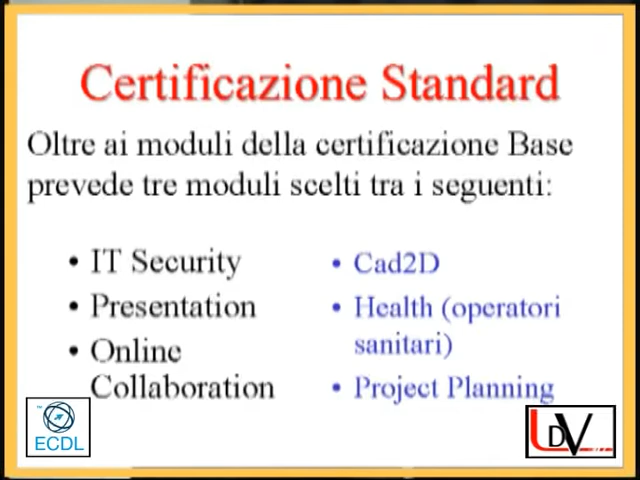 Certificazione Standard
Oltre ai moduli della certificazione Base
prevede tre moduli scelti tra i seguenti:
• IT Security
• Presentation
• Online
Collaboration
• Cad2D
• Health (operatori
sanitari)
• Project Planning
ECDL
LDV